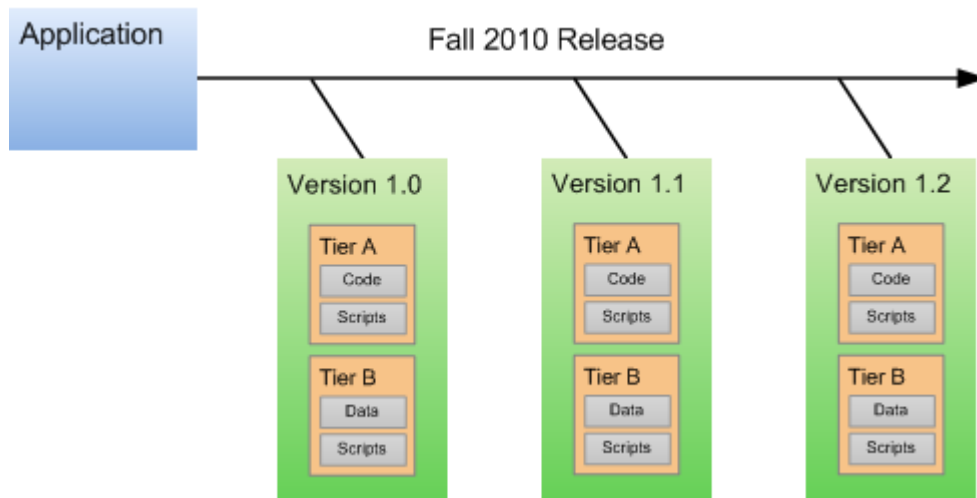 Application
Fall 2010 Release
Version 1.0
Tier A
Code
Scripts
Tier B
Data
Scripts
Version 1.1
Tier A
Code
Scripts
Tier B
Data
Scripts
Version 1.2
Tier A
Code
Scripts
Tier B
Data
Scripts